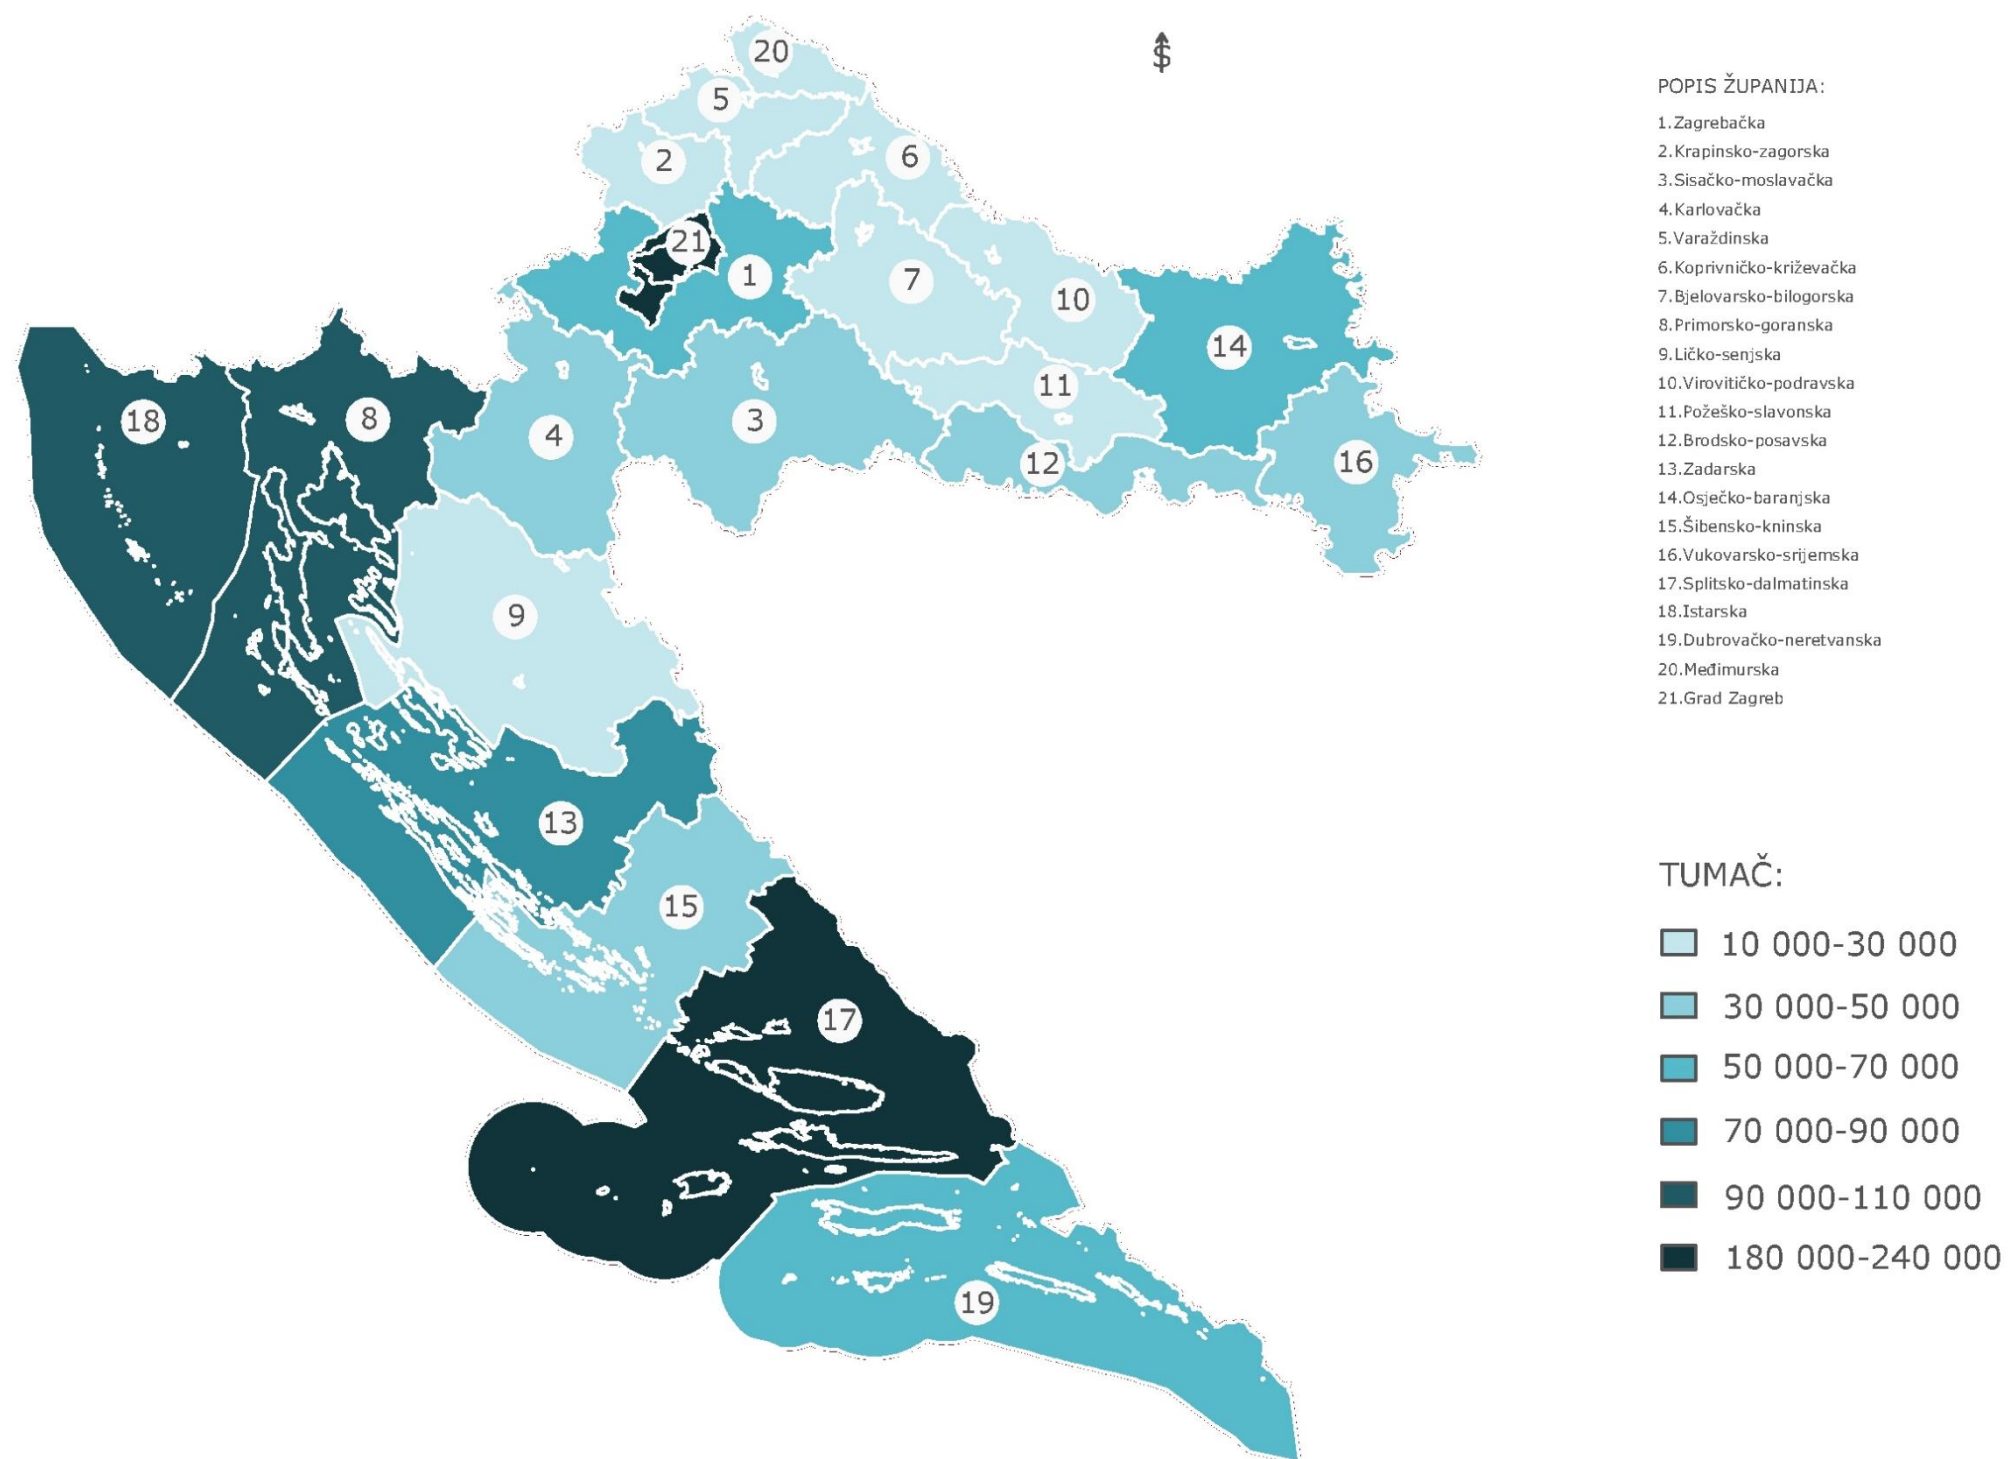 20
5
2
6
21
1
7
10
14
18
8
4
3
11
12
16
9
13
15
17
19
POPIS ŽUPANIJA:
1.Zagrebačka
2.Krapinsko-zagorska
3.Sisačko-moslavačka
4.Karlovačka
5.Varaždinska
6.Koprivničko-križevačka
7.Bjelovarsko-bilogorska
8.Primorsko-goranska
9.Ličko-senjska
10.Virovitičko-podravska
11.Požeško-slavonska
12.Brodsko-posavska
13.Zadarska
14.Osječko-baranjska
15.Šibensko-kninska
16.Vukovarsko-srijemska
17.Splitsko-dalmatinska
18.Istarska
19.Dubrovačko-neretvanska
20.Međimurska
21.Grad Zagreb
TUMAČ:
10 000-30 000
30 000-50 000
50 000-70 000
70 000-90 000
90 000-110 000
180 000-240 000